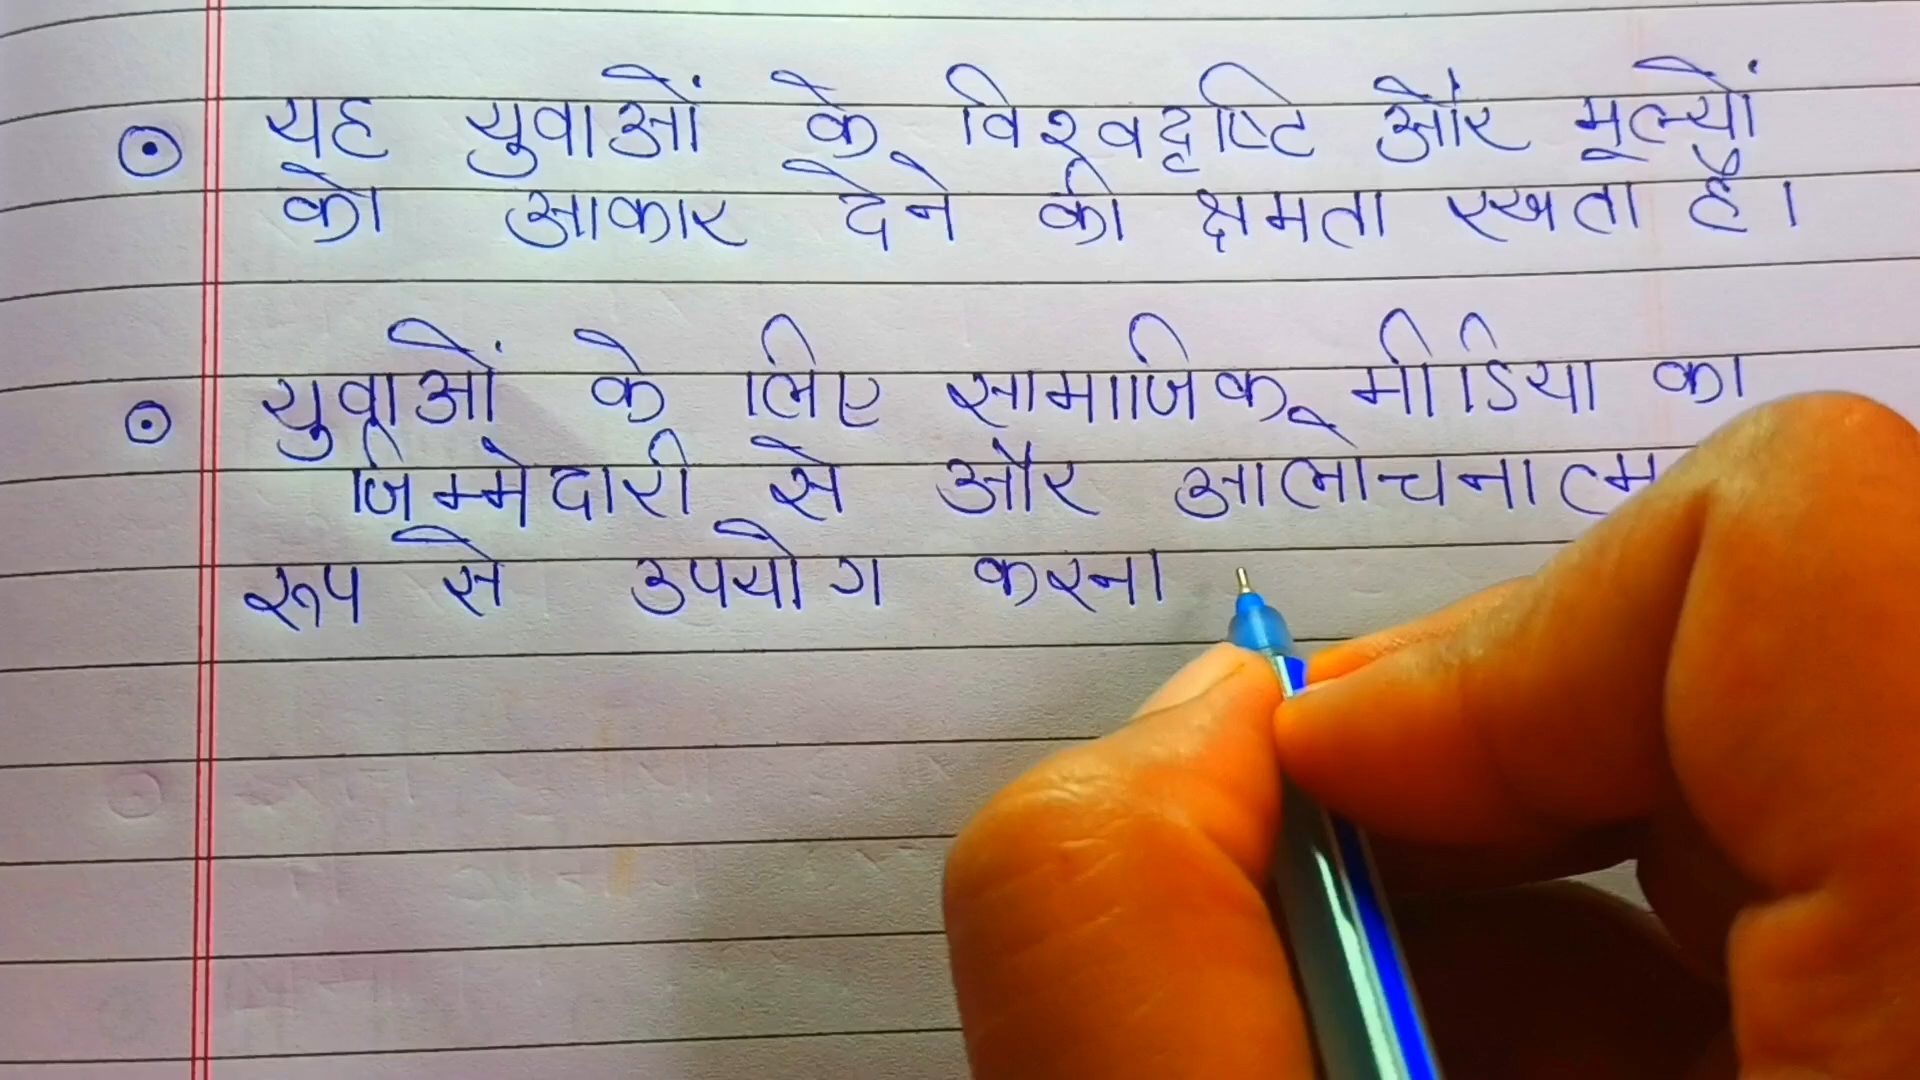 यह युवाओं के विश्वदृष्टि और मूल्यों
को आकार देने की क्षमता रखता है।
युवाओं के लिए सामाजिक मीडिया का
जिम्मेदारी से और आलोचनात्म
रूप से उपयोग करना